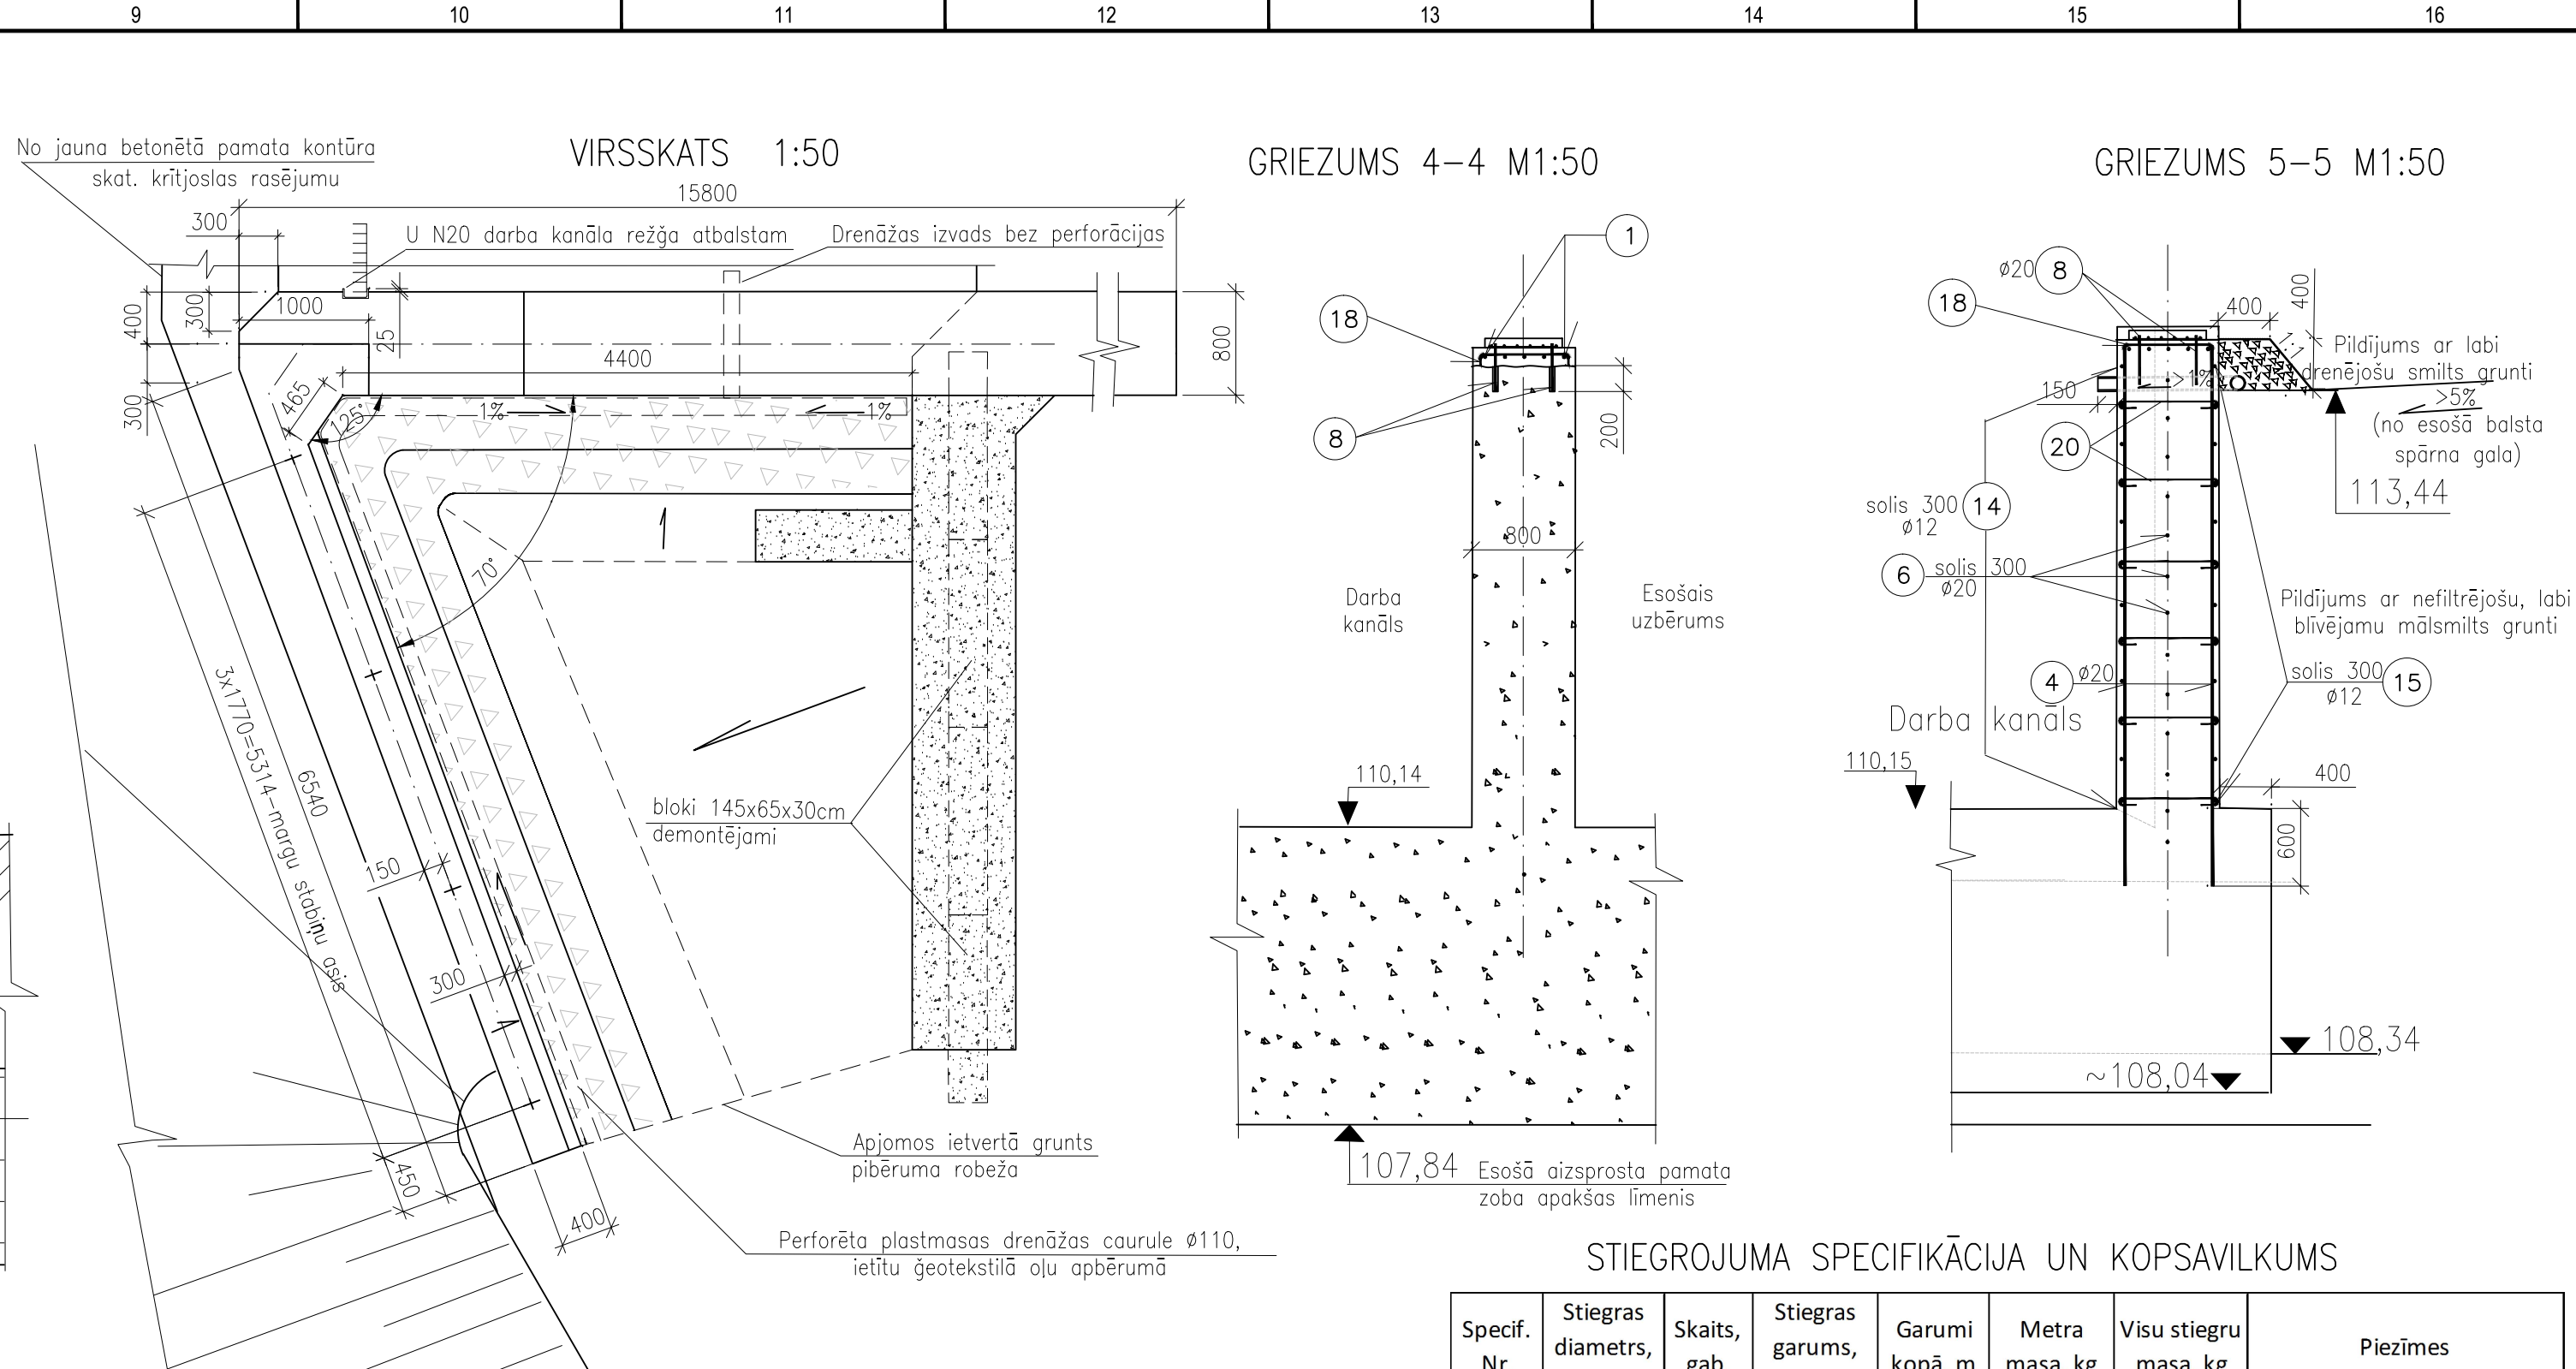 9 10 11 12 13 14 15 16
No jauna betonētā pamata kontūra
skat. krītjoslas rasējumu
VIRSSKATS 1:50
15800
300
U N20 darba kanāla režģa atbalstam
Drenāžas izvads bez perforācijas
400
300
1000
25
4400
800
300
465
125°
1%
1%
70°
3x1770=5314-margu stabiņu asis
6540
bloki 145x65x30cm
demontējami
150
300
450
400
Apjomos ietvertā grunts
pibēruma robeža
Perforēta plastmasas drenāžas caurule ø110,
ietītu ģeotekstilā oļu apbērumā
GRIEZUMS 4-4 M1:50
1
18
8
200
800
Darba
kanāls
Esošais
uzbērums
110,14
107,84
Esošā aizsprosta pamata
zoba apakšas līmenis
GRIEZUMS 5-5 M1:50
ø20 8
18
400
400
1:1
Pildījums ar labi
drenējošu smilts grunti
>1%
150
>5%
(no esošā balsta
spārna gala)
113,44
20
solis 300 14
ø12
6 solis 300
ø20
Pildījums ar nefiltrējošu, labi
blīvējamu mālsmilts grunti
solis 300 15
ø12
4 ø20
Darba kanāls
110,15
400
600
108,34
~108,04
STIEGROJUMA SPECIFIKĀCIJA UN KOPSAVILKUMS
Specif.
Nr
Stiegras
diametrs,
Skaits,
gab
Stiegras
garums,
Garumi
kopā, m
Metra
masa, kg
Visu stiegru
masa, kg
Piezīmes